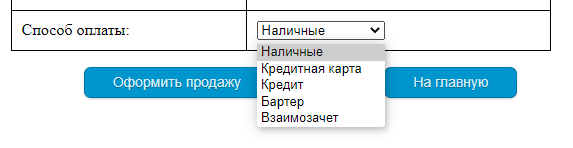 Способ оплаты: Наличные
Наличные
Кредитная карта
Кредит
Бартер
Взаимозачет
Оформить продажу На главную